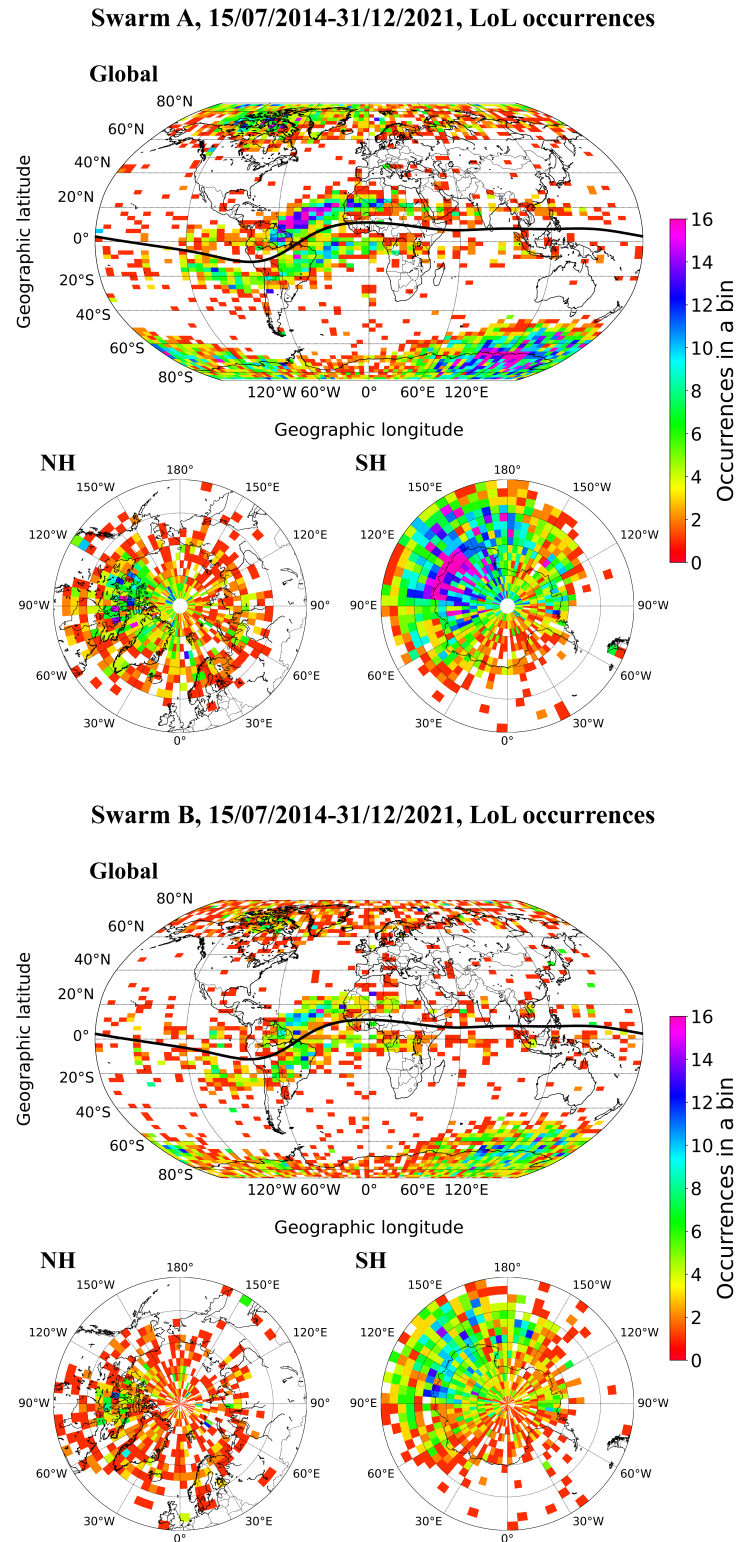 Swarm A, 15/07/2014-31/12/2021, LoL occurrences
Global
80°N
60°N
40°N
20°N
0°
20°S
40°S
60°S
80°S
Geographic latitude
120°W 60°W 0° 60°E 120°E
Geographic longitude
16
14
12
10
8
6
4
2
0
Occurrences in a bin
NH
180°
150°W 150°E
120°W 120°E
90°W 90°
60°W 60°E
30°W 30°E
0°
SH
180°
150°E 150°W
120°E 120°W
90°E 90°W
60°E 60°W
30°E 30°W
0°
Swarm B, 15/07/2014-31/12/2021, LoL occurrences
Global
80°N
60°N
40°N
20°N
0°
20°S
40°S
60°S
80°S
Geographic latitude
120°W 60°W 0° 60°E 120°E
Geographic longitude
16
14
12
10
8
6
4
2
0
Occurrences in a bin
NH
180°
150°W 150°E
120°W 120°E
90°W 90°
60°W 60°E
30°W 30°E
0°
SH
180°
150°E 150°W
120°E 120°W
90°E 90°W
60°E 60°W
30°E 30°W
0°